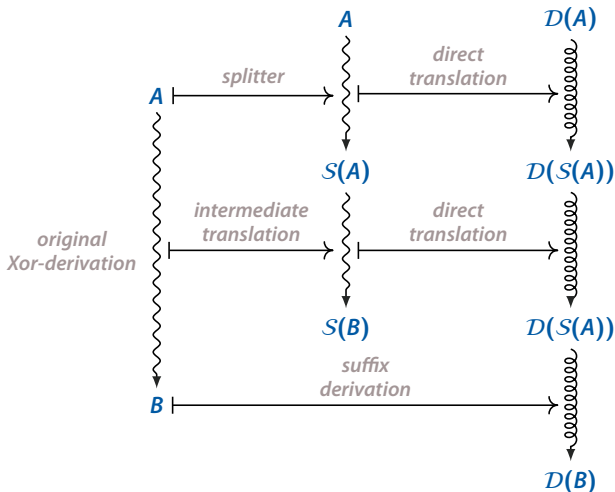 A
D(A)
direct
translation
splitter
A
S(A)
D(S(A))
intermediate
translation
direct
translation
original
Xor-derivation
S(B)
D(S(A))
suffix
derivation
B
D(B)